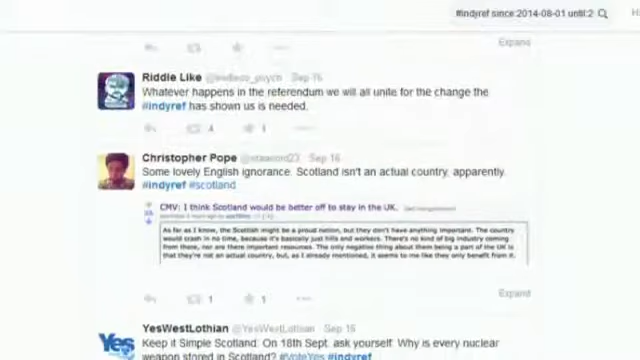 #indyref since:2014-08-01 until:2
Expand
Riddle Like @endless_psych Sep 16
Whatever happens in the referendum we will all unite for the change the
#indyref has shown us is needed.
4 1
Christopher Pope Sep 16
Some lovely English ignorance. Scotland isn't an actual country, apparently.
#indyref #scotland
CMV: I think Scotland would be better off to stay in the UK.
As far as I know, the Scottish might be a proud nation, but they don't have anything important. The country
would crash in no time, because it's basically just hills and workers. There's no kind of big industry coming
from there, nor are there important resources. The only negative thing about them being a part of the UK is
that they're not an actual country, but, as I already mentioned, it seems to me like they only benefit from it.
Expand
1 1
YesWestLothian @YesWestLothian Sep 16
Yes
Keep it Simple Scotland: On 18th Sept. ask yourself. Why is every nuclear
weapon stored in Scotland? #VoteYes #indyref